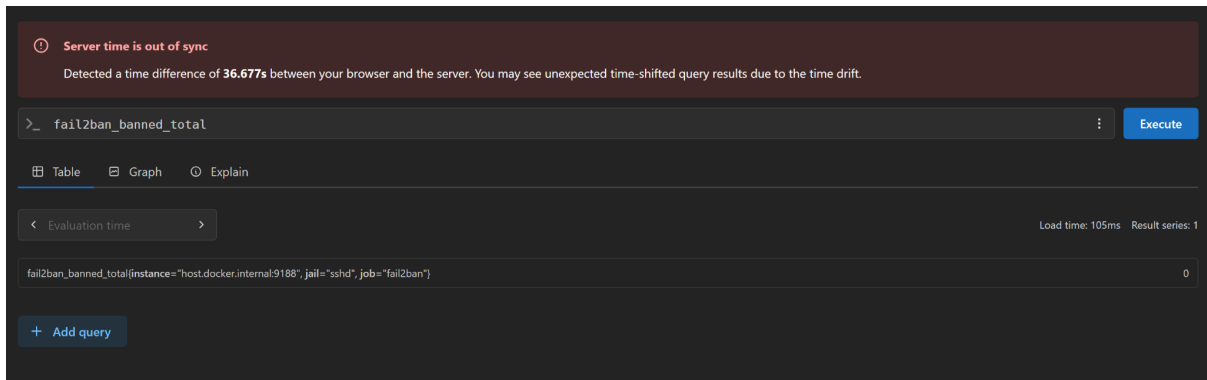 Server time is out of sync
Detected a time difference of 36.677s between your browser and the server. You may see unexpected time-shifted query results due to the time drift.
>_ fail2ban_banned_total
Execute
Table Graph Explain
< Evaluation time >
Load time: 105ms Result series: 1
fail2ban_banned_total{instance="host.docker.internal:9188", jail="sshd", job="fail2ban"} 0
+ Add query